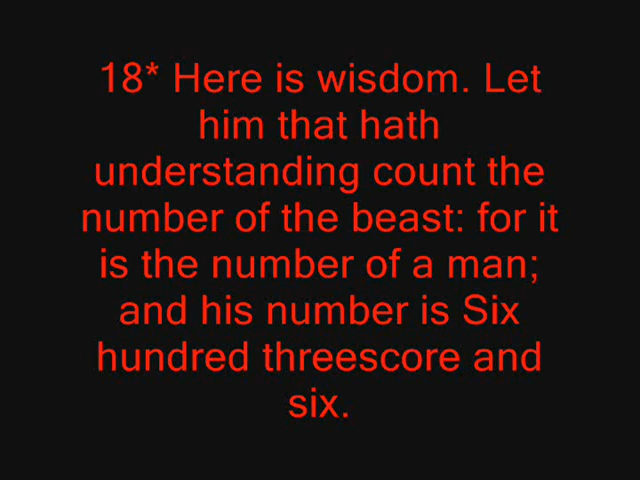 18* Here is wisdom. Let
him that hath
understanding count the
number of the beast: for it
is the number of a man;
and his number is Six
hundred threescore and
six.